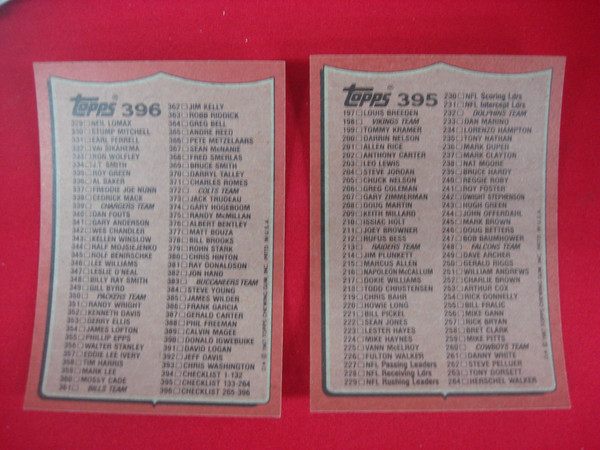 topps® 396
329 □ NEIL LOMAX
330 □ STUMP MITCHELL
331 □ EARL FERRELL
332 □ VAI SIKAHEMA
333 □ RON WOLFLEY
334 □ J.T. SMITH
335 □ ROY GREEN
336 □ AL BAKER
337 □ FREDDIE JOE NUNN
338 □ CEDRICK MACK
339 □ CHARGERS TEAM
340 □ DAN FOUTS
341 □ GARY ANDERSON
342 □ WES CHANDLER
343 □ KELLEN WINSLOW
344 □ RALF MOJSIEJENKO
345 □ ROLF BENIRSCHKE
346 □ LEE WILLIAMS
347 □ LESLIE O'NEAL
348 □ BILLY RAY SMITH
349 □ GILL BYRD
350 □ PACKERS TEAM
351 □ RANDY WRIGHT
352 □ KENNETH DAVIS
353 □ GERRY ELLIS
354 □ JAMES LOFTON
355 □ PHILLIP EPPS
356 □ WALTER STANLEY
357 □ EDDIE LEE IVERY
358 □ TIM HARRIS
359 □ MARK LEE
360 □ MOSSY CADE
361 □ BILLS TEAM
362 □ JIM KELLY
363 □ ROBB RIDDICK
364 □ GREG BELL
365 □ ANDRE REED
366 □ PETE METZELAARS
367 □ SEAN McNANIE
368 □ FRED SMERLAS
369 □ BRUCE SMITH
370 □ DARRYL TALLEY
371 □ CHARLES ROMES
372 □ COLTS TEAM
373 □ JACK TRUDEAU
374 □ GARY HOGEBOOM
375 □ RANDY McMILLAN
376 □ ALBERT BENTLEY
377 □ MATT BOUZA
378 □ BILL BROOKS
379 □ ROHN STARK
380 □ CHRIS HINTON
381 □ RAY DONALDSON
382 □ JON HAND
383 □ BUCCANEERS TEAM
384 □ STEVE YOUNG
385 □ JAMES WILDER
386 □ FRANK GARCIA
387 □ GERALD CARTER
388 □ PHIL FREEMAN
389 □ CALVIN MAGEE
390 □ DONALD IGWEBUIKE
391 □ DAVID LOGAN
392 □ JEFF DAVIS
393 □ CHRIS WASHINGTON
394 □ CHECKLIST 1-132
395 □ CHECKLIST 133-264
396 □ CHECKLIST 265-396
© 1987 TOPPS CHEWING GUM, INC. PRTD. IN U.S.A.
topps® 395
197 □ LOUIS BREEDEN
198 □ VIKINGS TEAM
199 □ TOMMY KRAMER
200 □ DARRIN NELSON
201 □ ALLEN RICE
202 □ ANTHONY CARTER
203 □ LEO LEWIS
204 □ STEVE JORDAN
205 □ CHUCK NELSON
206 □ GREG COLEMAN
207 □ GARY ZIMMERMAN
208 □ DOUG MARTIN
209 □ KEITH MILLARD
210 □ ISSIAC HOLT
211 □ JOEY BROWNER
212 □ RUFUS BESS
213 □ RAIDERS TEAM
214 □ JIM PLUNKETT
215 □ MARCUS ALLEN
216 □ NAPOLEON McCALLUM
217 □ DOKIE WILLIAMS
218 □ TODD CHRISTENSEN
219 □ CHRIS BAHR
220 □ HOWIE LONG
221 □ BILL PICKEL
222 □ SEAN JONES
223 □ LESTER HAYES
224 □ MIKE HAYNES
225 □ VANN McELROY
226 □ FULTON WALKER
227 □ NFL Passing Leaders
228 □ NFL Receiving Ldrs
229 □ NFL Rushing Leaders
230 □ NFL Scoring Ldrs
231 □ NFL Intercept Ldrs
232 □ DOLPHINS TEAM
233 □ DAN MARINO
234 □ LORENZO HAMPTON
235 □ TONY NATHAN
236 □ MARK DUPER
237 □ MARK CLAYTON
238 □ NAT MOORE
239 □ BRUCE HARDY
240 □ REGGIE ROBY
241 □ ROY FOSTER
242 □ DWIGHT STEPHENSON
243 □ HUGH GREEN
244 □ JOHN OFFERDAHL
245 □ MARK BROWN
246 □ DOUG BETTERS
247 □ BOB BAUMHOWER
248 □ FALCONS TEAM
249 □ DAVE ARCHER
250 □ GERALD RIGGS
251 □ WILLIAM ANDREWS
252 □ CHARLIE BROWN
253 □ ARTHUR COX
254 □ RICK DONNELLY
255 □ BILL FRALIC
256 □ MIKE GANN
257 □ RICK BRYAN
258 □ BRET CLARK
259 □ MIKE PITTS
260 □ COWBOYS TEAM
261 □ DANNY WHITE
262 □ STEVE PELLUER
263 □ TONY DORSETT
264 □ HERSCHEL WALKER
© 1987 TOPPS CHEWING GUM, INC. PRTD. IN U.S.A.